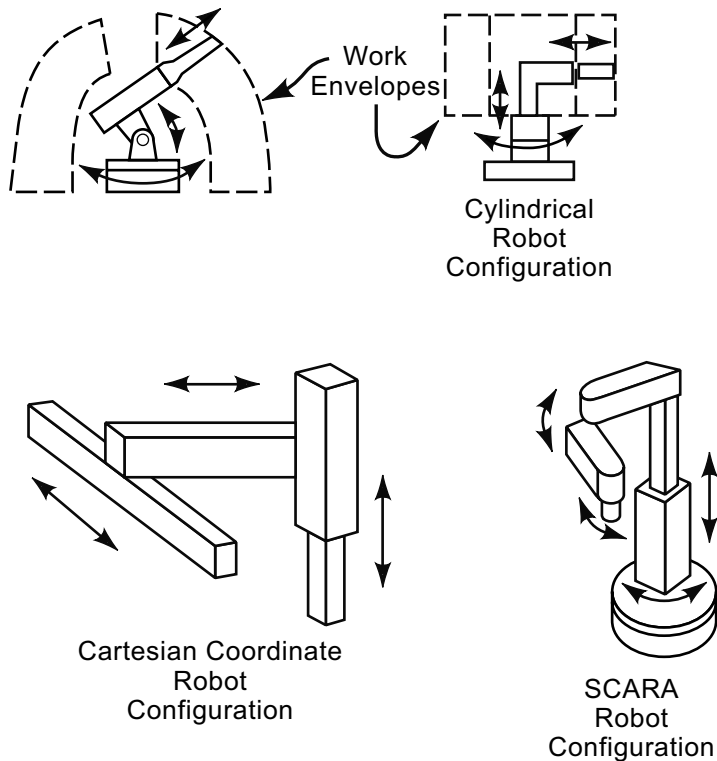 Work
Envelopes
Cylindrical
Robot
Configuration
Cartesian Coordinate
Robot
Configuration
SCARA
Robot
Configuration